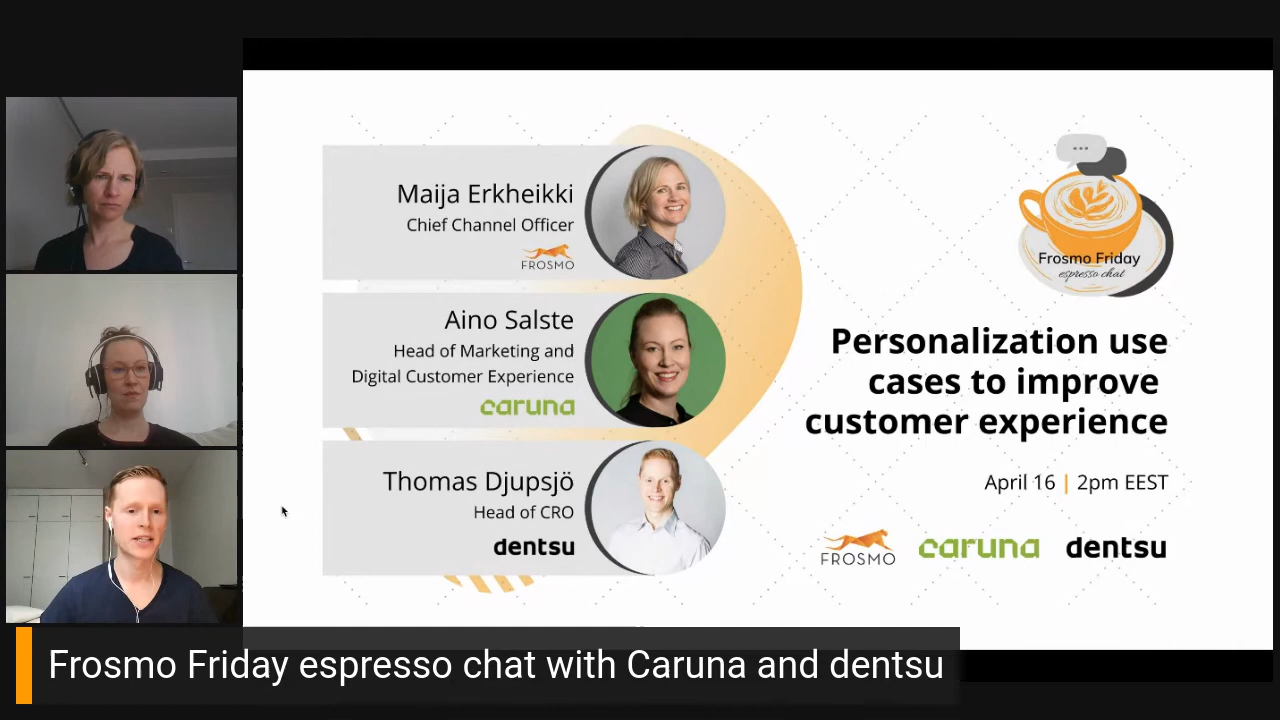 Maija Erkheikki
Chief Channel Officer
FROSMO
Aino Salste
Head of Marketing and
Digital Customer Experience
caruna
Thomas Djupsjö
Head of CRO
dentsu
Frosmo Friday
espresso chat
Personalization use
cases to improve
customer experience
April 16 | 2pm EEST
FROSMO caruna dentsu
Frosmo Friday espresso chat with Caruna and dentsu